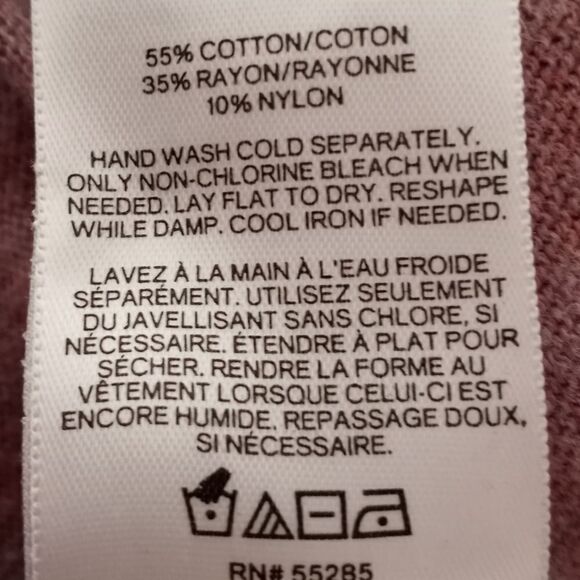 55% COTTON/COTON
35% RAYON/RAYONNE
10% NYLON
HAND WASH COLD SEPARATELY.
ONLY NON-CHLORINE BLEACH WHEN
NEEDED. LAY FLAT TO DRY. RESHAPE
WHILE DAMP. COOL IRON IF NEEDED.
LAVEZ À LA MAIN À L'EAU FROIDE
SÉPARÉMENT. UTILISEZ SEULEMENT
DU JAVELLISANT SANS CHLORE, SI
NÉCESSAIRE. ÉTENDRE À PLAT POUR
SÉCHER. RENDRE LA FORME AU
VÊTEMENT LORSQUE CELUI-CI EST
ENCORE HUMIDE. REPASSAGE DOUX,
SI NÉCESSAIRE.
RN# 55285